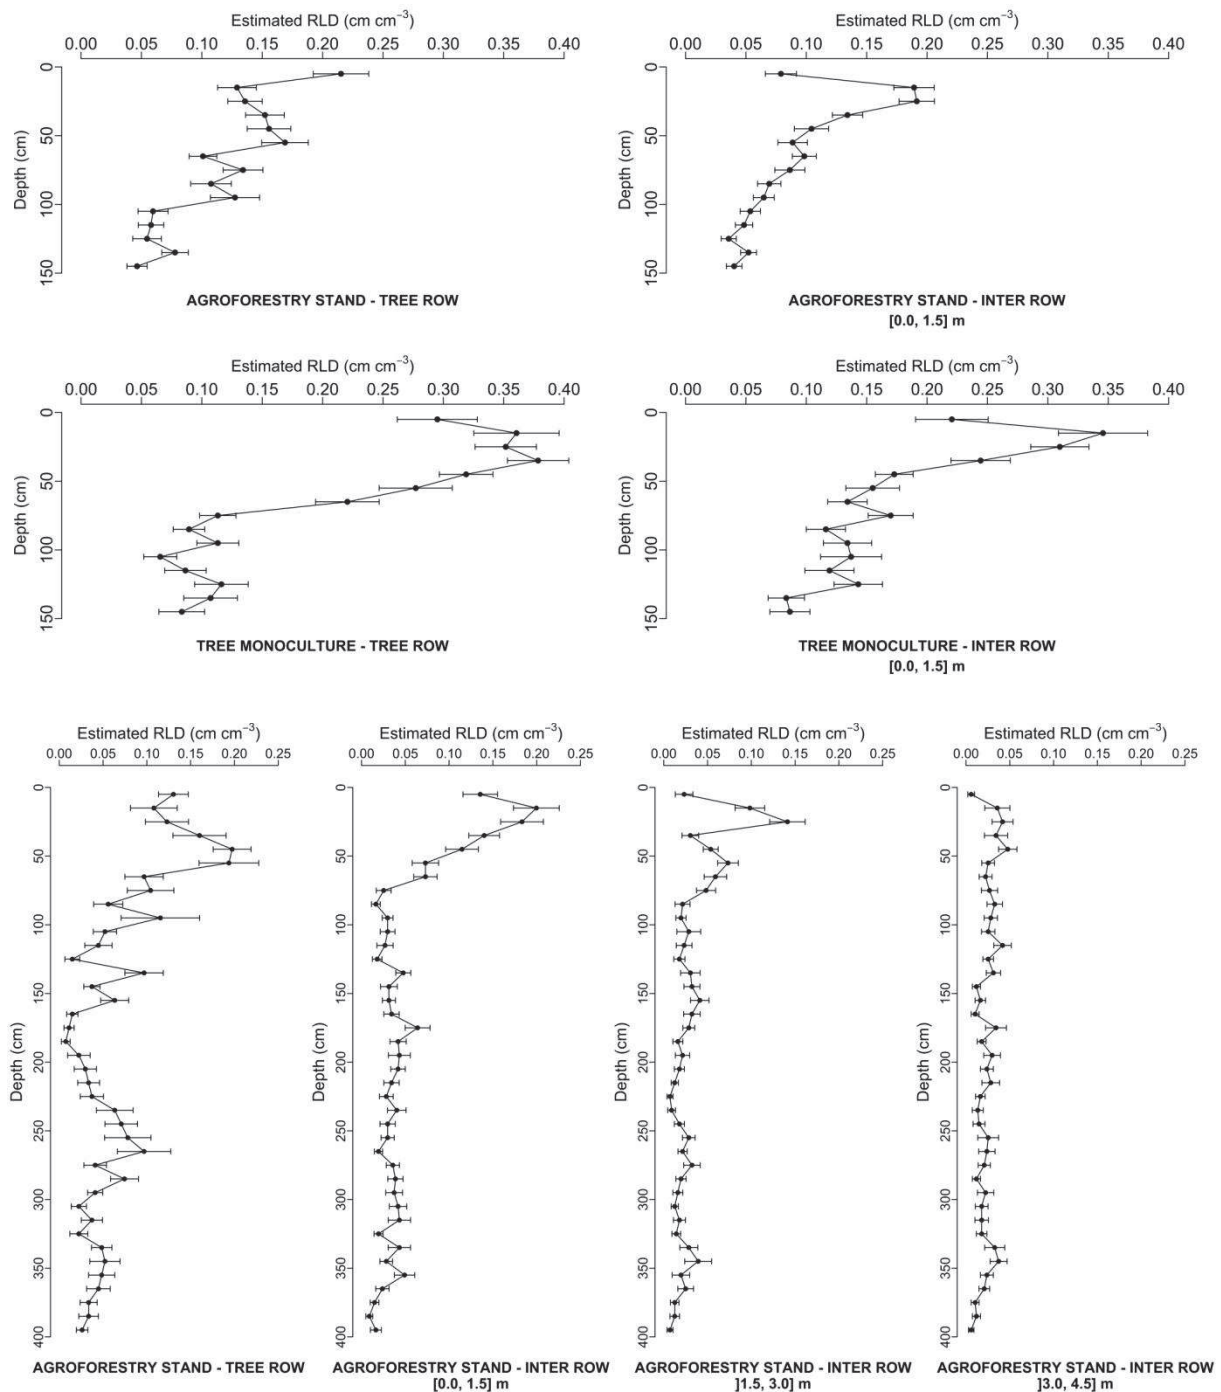 Estimated RLD (cm cm⁻³) Estimated RLD (cm cm⁻³)
0.00 0.05 0.10 0.15 0.20 0.25 0.30 0.35 0.40 0.00 0.05 0.10 0.15 0.20 0.25 0.30 0.35 0.40
0 0
50 50
Depth (cm) Depth (cm)
100 100
150 150
AGROFORESTRY STAND - TREE ROW AGROFORESTRY STAND - INTER ROW
[0.0, 1.5] m
Estimated RLD (cm cm⁻³) Estimated RLD (cm cm⁻³)
0.00 0.05 0.10 0.15 0.20 0.25 0.30 0.35 0.40 0.00 0.05 0.10 0.15 0.20 0.25 0.30 0.35 0.40
0 0
50 50
Depth (cm) Depth (cm)
100 100
150 150
TREE MONOCULTURE - TREE ROW TREE MONOCULTURE - INTER ROW
[0.0, 1.5] m
Estimated RLD (cm cm⁻³) Estimated RLD (cm cm⁻³) Estimated RLD (cm cm⁻³) Estimated RLD (cm cm⁻³)
0.00 0.05 0.10 0.15 0.20 0.25 0.00 0.05 0.10 0.15 0.20 0.25 0.00 0.05 0.10 0.15 0.20 0.25 0.00 0.05 0.10 0.15 0.20 0.25
0 0 0 0
50 50 50 50
100 100 100 100
150 150 150 150
Depth (cm) Depth (cm) Depth (cm) Depth (cm)
200 200 200 200
250 250 250 250
300 300 300 300
350 350 350 350
400 400 400 400
AGROFORESTRY STAND - TREE ROW AGROFORESTRY STAND - INTER ROW AGROFORESTRY STAND - INTER ROW AGROFORESTRY STAND - INTER ROW
[0.0, 1.5] m ]1.5, 3.0] m ]3.0, 4.5] m